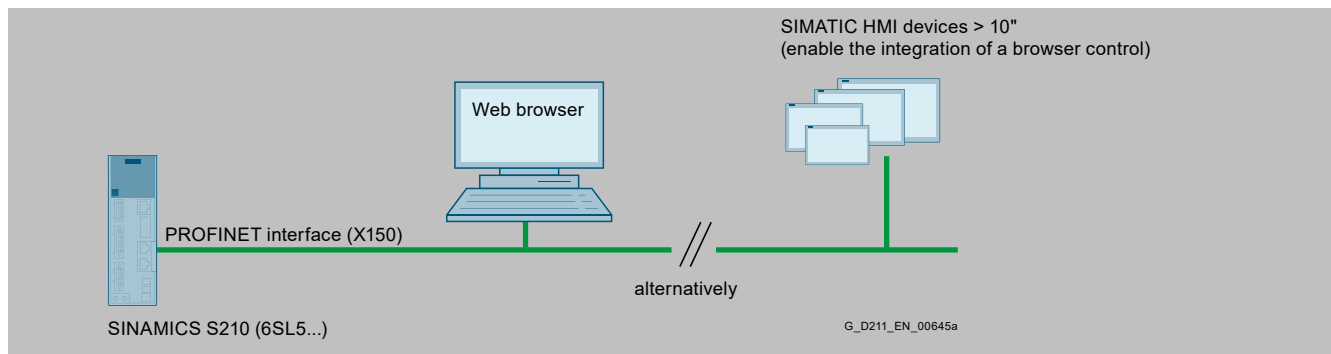 SIMATIC HMI devices > 10"
(enable the integration of a browser control)
Web browser
PROFINET interface (X150)
alternatively
SINAMICS S210 (6SL5...)
G_D211_EN_00645a